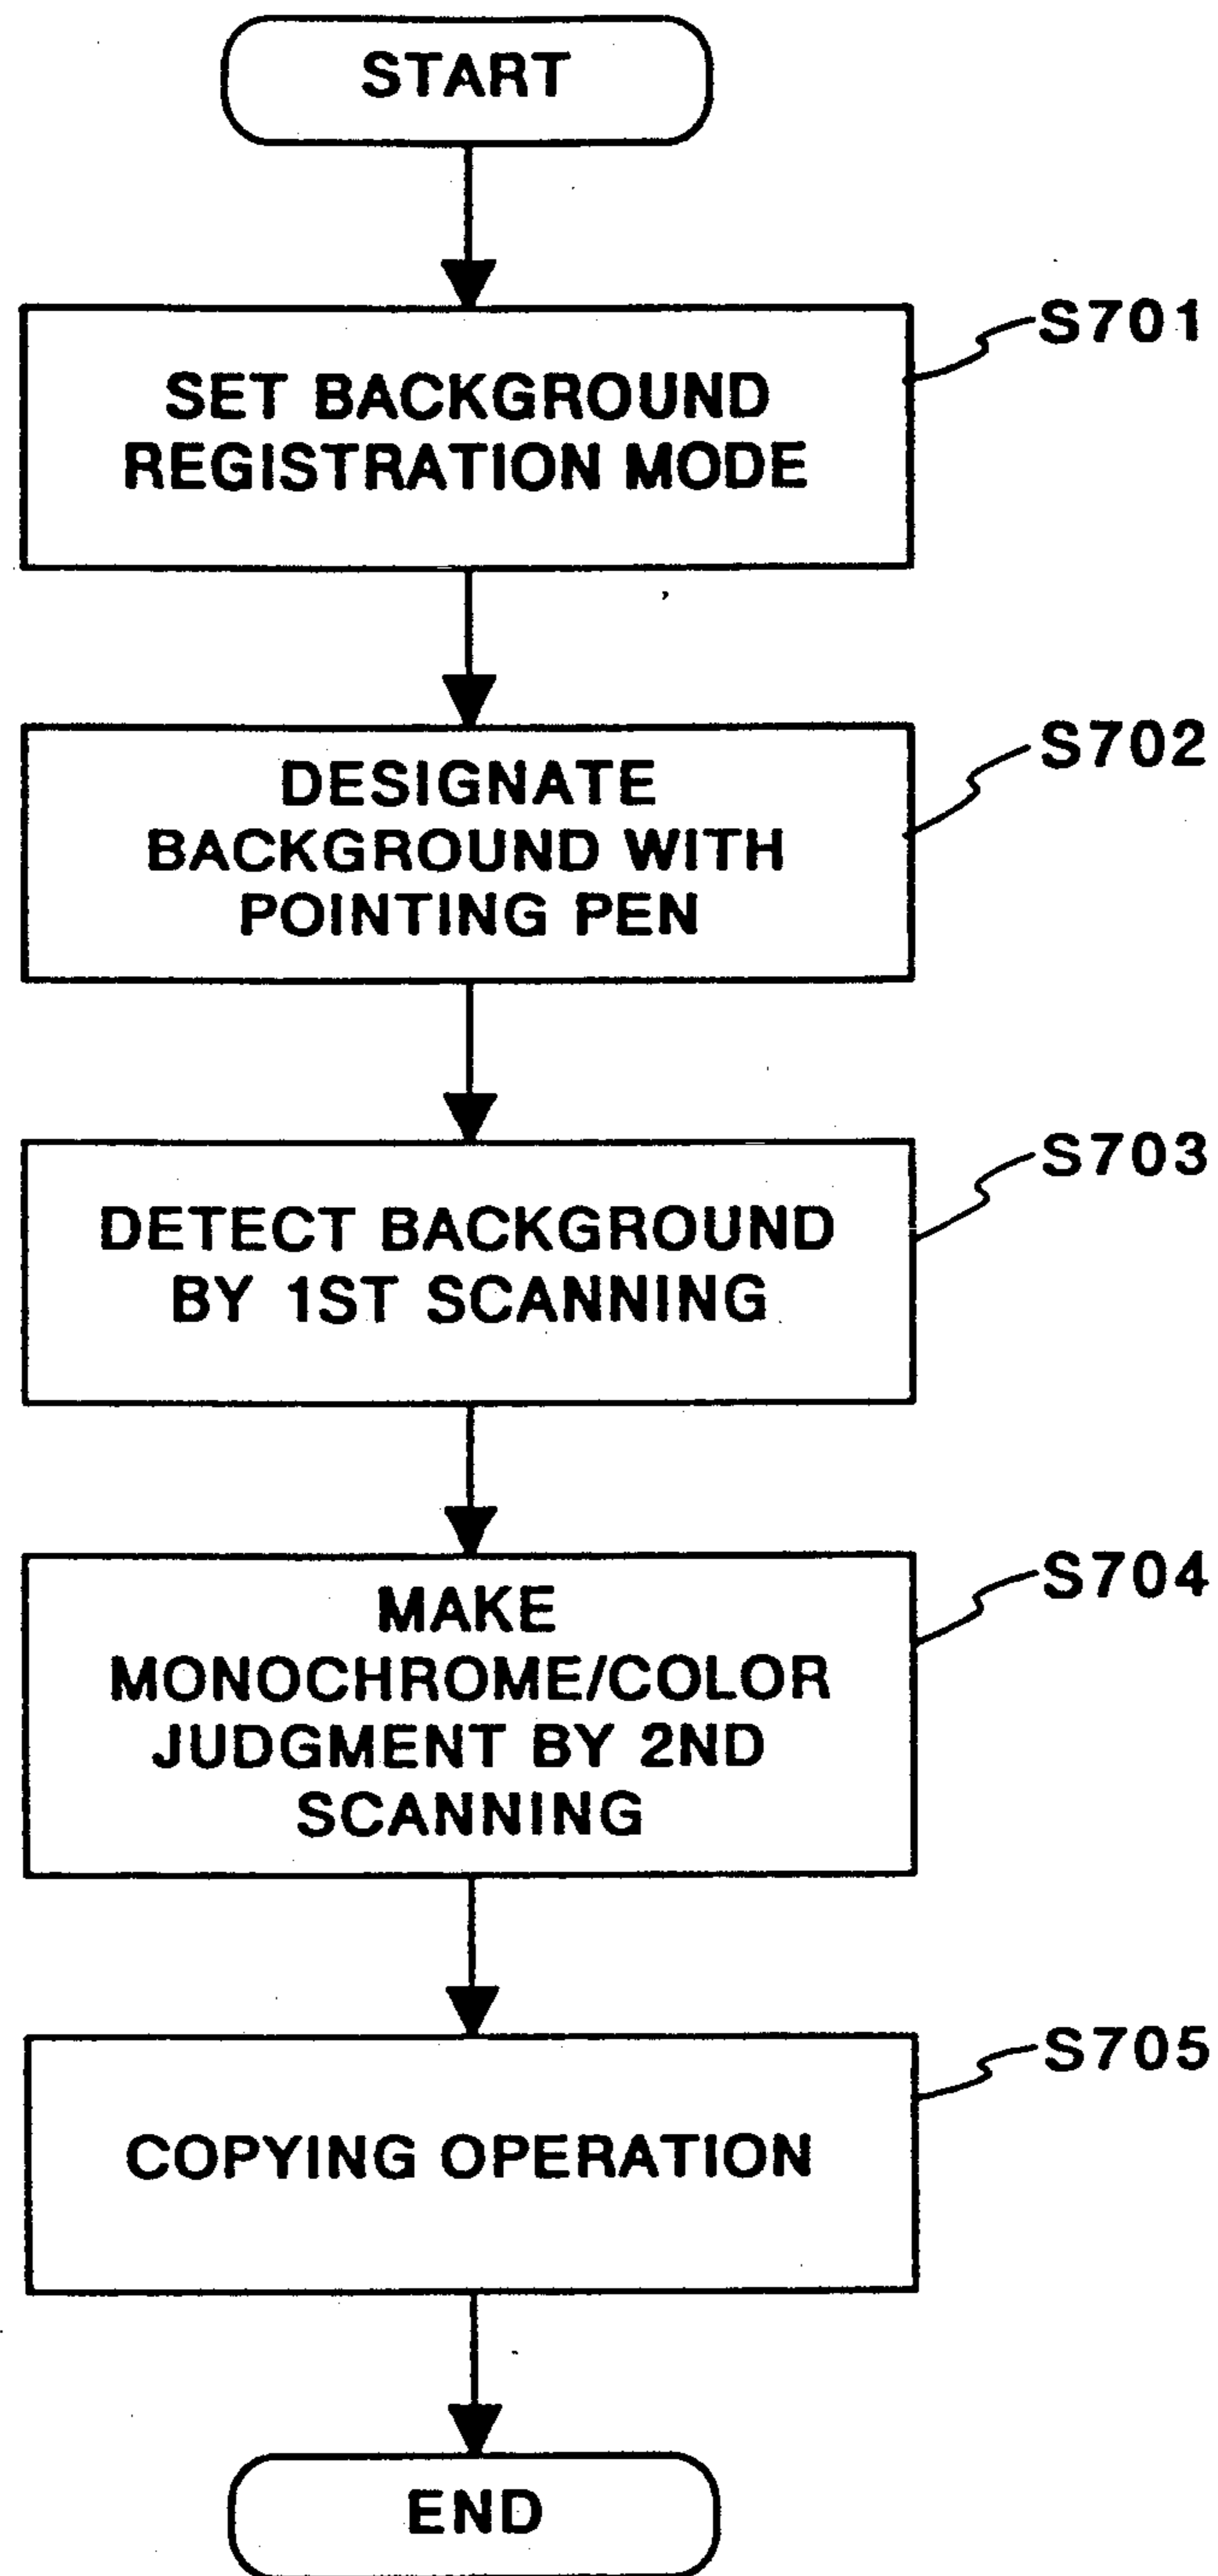 START
S701
SET BACKGROUND
REGISTRATION MODE
S702
DESIGNATE
BACKGROUND WITH
POINTING PEN
S703
DETECT BACKGROUND
BY 1ST SCANNING
S704
MAKE
MONOCHROME/COLOR
JUDGMENT BY 2ND
SCANNING
S705
COPYING OPERATION
END